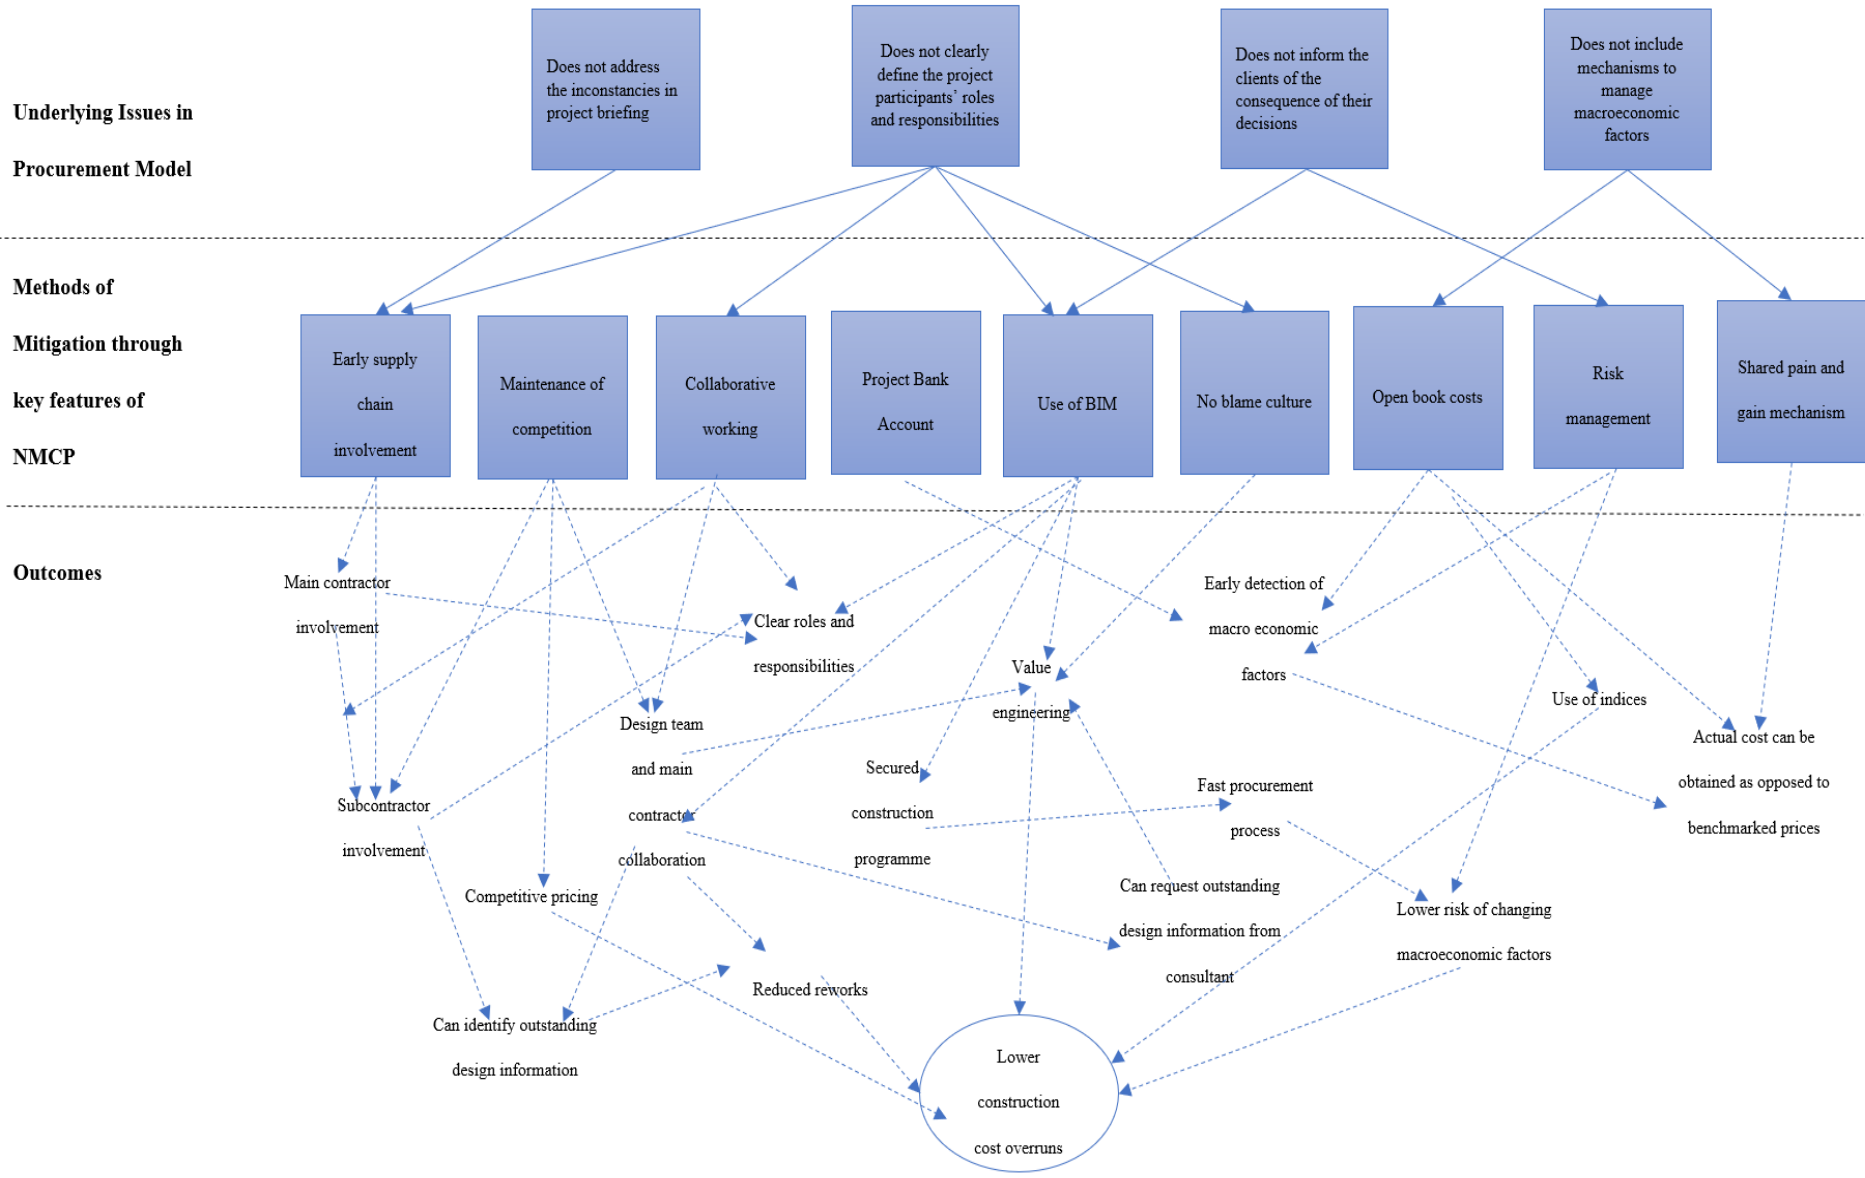 Underlying Issues in
Procurement Model
Does not address
the inconstancies in
project briefing
Does not clearly
define the project
participants’ roles
and responsibilities
Does not inform the
clients of the
consequence of their
decisions
Does not include
mechanisms to
manage
macroeconomic
factors
Methods of
Mitigation through
key features of
NMCP
Early supply
chain
involvement
Maintenance of
competition
Collaborative
working
Project Bank
Account
Use of BIM
No blame culture
Open book costs
Risk
management
Shared pain and
gain mechanism
Outcomes
Main contractor
involvement
Clear roles and
responsibilities
Early detection of
macro economic
factors
Value
engineering
Use of indices
Design team
and main
contractor
collaboration
Actual cost can be
obtained as opposed to
benchmarked prices
Secured
construction
programme
Fast procurement
process
Subcontractor
involvement
Competitive pricing
Can request outstanding
design information from
consultant
Lower risk of changing
macroeconomic factors
Reduced reworks
Can identify outstanding
design information
Lower
construction
cost overruns